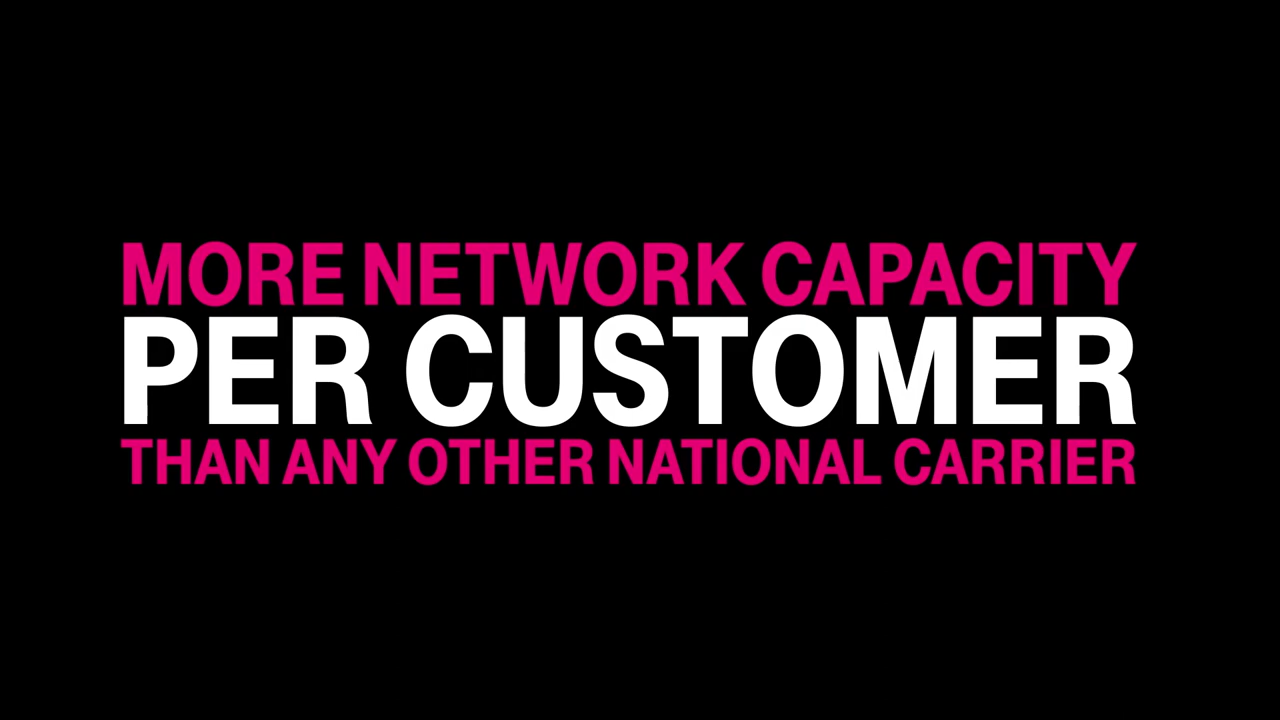 MORE NETWORK CAPACITY
PER CUSTOMER
THAN ANY OTHER NATIONAL CARRIER